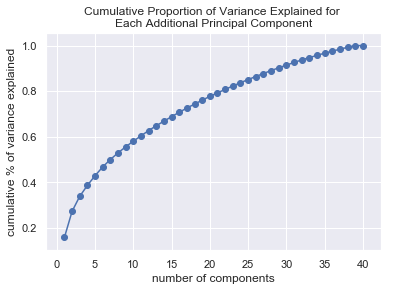 Cumulative Proportion of Variance Explained for
Each Additional Principal Component
cumulative % of variance explained
1.0
0.8
0.6
0.4
0.2
0 5 10 15 20 25 30 35 40
number of components